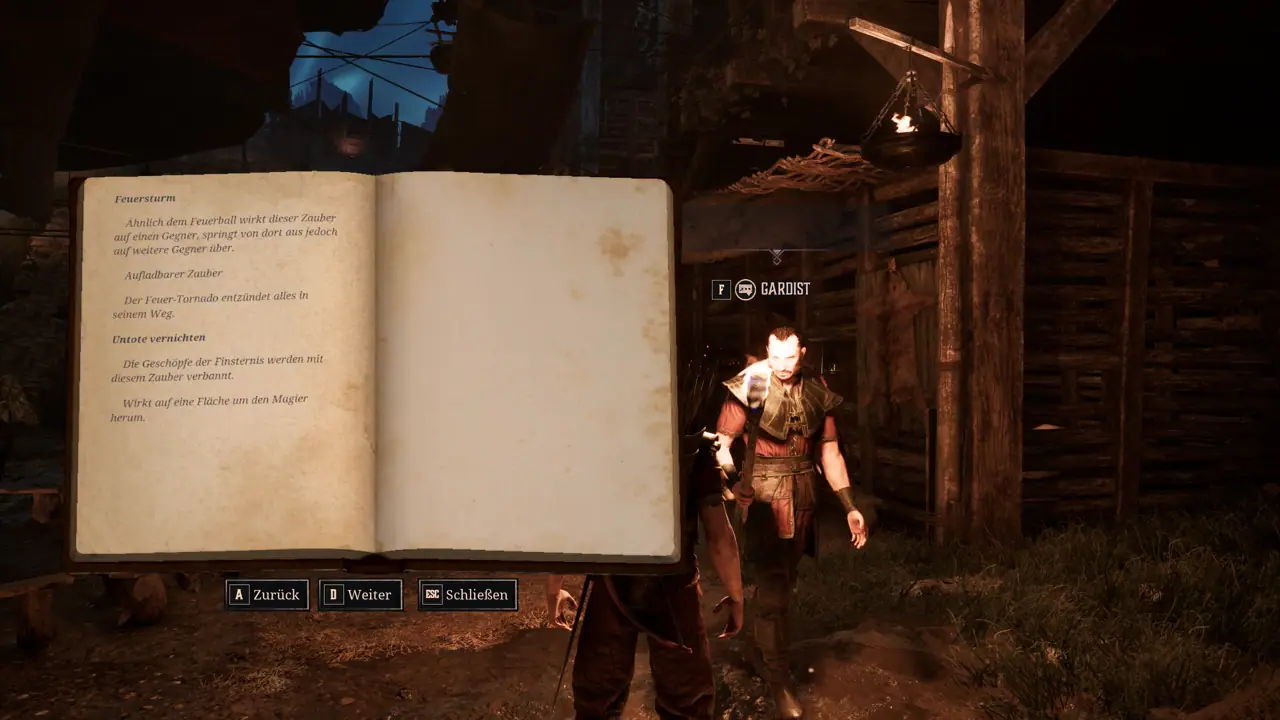 Feuersturm
Ähnlich dem Feuerball wirkt dieser Zauber
auf einen Gegner, springt von dort aus jedoch
auf weitere Gegner über.
Aufladbarer Zauber
Der Feuer-Tornado entzündet alles in
seinem Weg.
Untote vernichten
Die Geschöpfe der Finsternis werden mit
diesem Zauber verbannt.
Wirkt auf eine Fläche um den Magier
herum.
F GARDIST
A Zurück D Weiter ESC Schließen